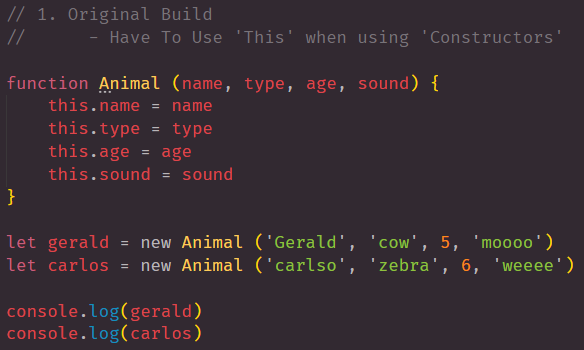 // 1. Original Build
//      - Have To Use 'This' when using 'Constructors'
function Animal (name, type, age, sound) {
    this.name = name
    this.type = type
    this.age = age
    this.sound = sound
}
let gerald = new Animal ('Gerald', 'cow', 5, 'moooo')
let carlos = new Animal ('carlso', 'zebra', 6, 'weeee')
console.log(gerald)
console.log(carlos)